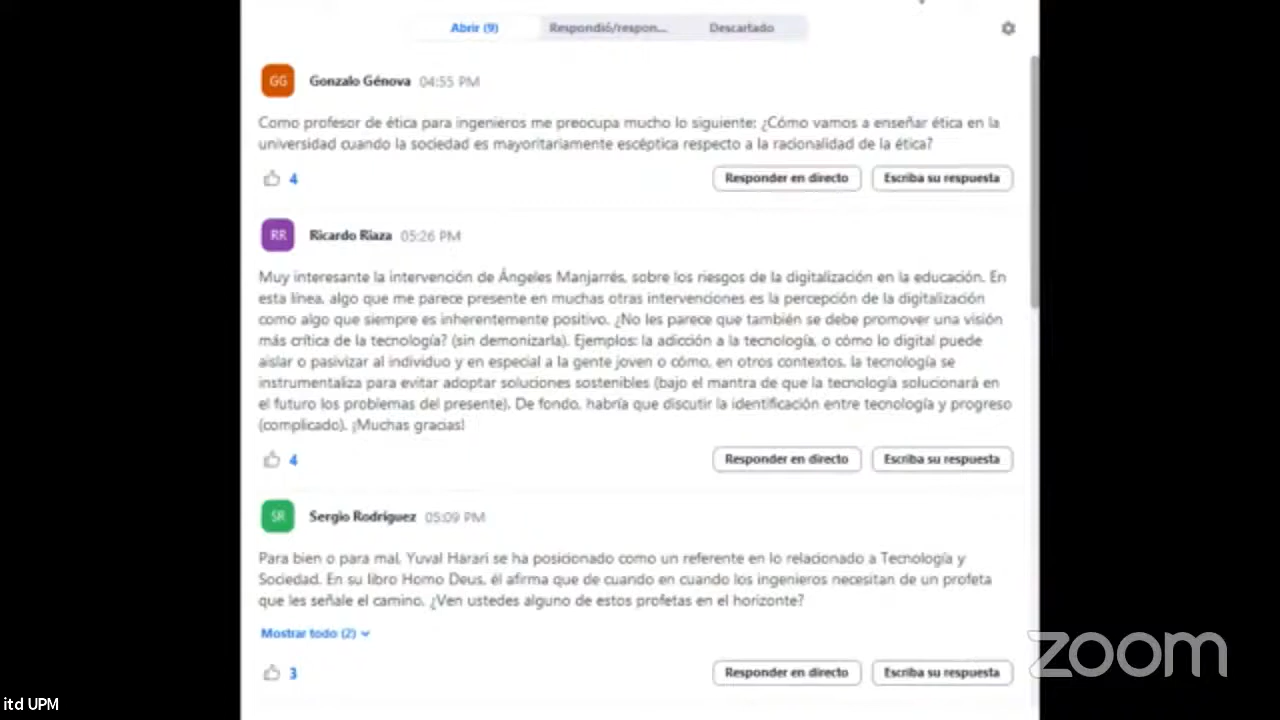 Abrir (9)
Respondió/respon...
Descartado
GG
Gonzalo Génova 04:55 PM
Como profesor de ética para ingenieros me preocupa mucho lo siguiente: ¿Cómo vamos a enseñar ética en la
universidad cuando la sociedad es mayoritariamente escéptica respecto a la racionalidad de la ética?
4
Responder en directo
Escriba su respuesta
RR
Ricardo Riaza 05:26 PM
Muy interesante la intervención de Ángeles Manjarrés, sobre los riesgos de la digitalización en la educación. En
esta línea, algo que me parece presente en muchas otras intervenciones es la percepción de la digitalización
como algo que siempre es inherentemente positivo. ¿No les parece que también se debe promover una visión
más crítica de la tecnología? (sin demonizarla). Ejemplos: la adicción a la tecnología, o cómo lo digital puede
aislar o pasivizar al individuo y en especial a la gente joven o cómo, en otros contextos, la tecnología se
instrumentaliza para evitar adoptar soluciones sostenibles (bajo el mantra de que la tecnología solucionará en
el futuro los problemas del presente). De fondo, habría que discutir la identificación entre tecnología y progreso
(complicado). ¡Muchas gracias!
4
Responder en directo
Escriba su respuesta
SR
Sergio Rodríguez 05:09 PM
Para bien o para mal, Yuval Harari se ha posicionado como un referente en lo relacionado a Tecnología y
Sociedad. En su libro Homo Deus, él afirma que de cuando en cuando los ingenieros necesitan de un profeta
que les señale el camino. ¿Ven ustedes alguno de estos profetas en el horizonte?
Mostrar todo (2)
3
Responder en directo
Escriba su respuesta
zoom
itd UPM